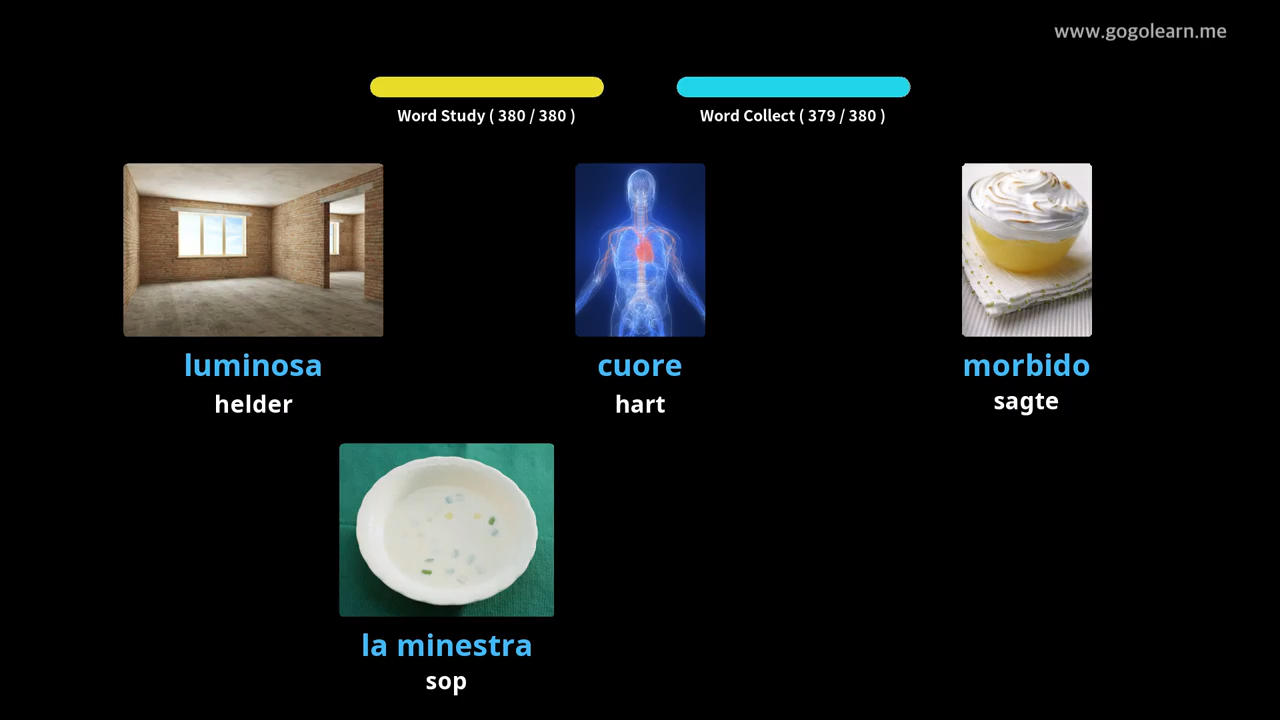 www.gogolearn.me
Word Study ( 380 / 380 )
Word Collect ( 379 / 380 )
luminosa
helder
cuore
hart
morbido
sagte
la minestra
sop